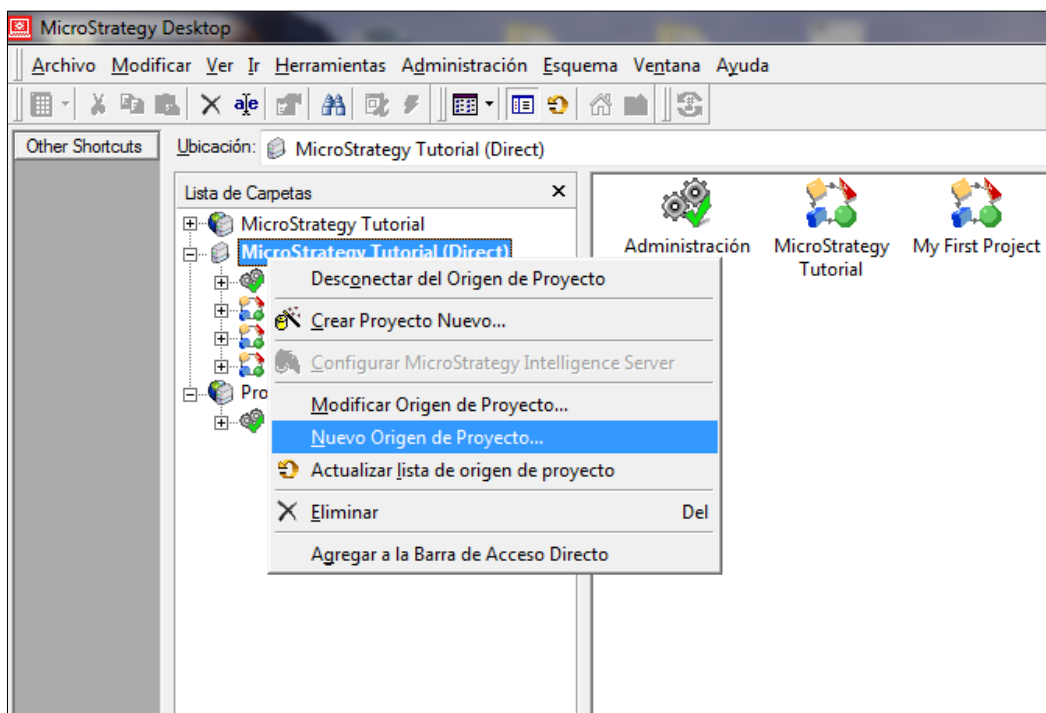 MicroStrategy Desktop
Archivo Modificar Ver Ir Herramientas Administración Esquema Ventana Ayuda
Other Shortcuts
Ubicación: MicroStrategy Tutorial (Direct)
Lista de Carpetas
MicroStrategy Tutorial
MicroStrategy Tutorial (Direct)
Pro
Desconectar del Origen de Proyecto
Crear Proyecto Nuevo...
Configurar MicroStrategy Intelligence Server
Modificar Origen de Proyecto...
Nuevo Origen de Proyecto...
Actualizar lista de origen de proyecto
Eliminar Del
Agregar a la Barra de Acceso Directo
Administración
MicroStrategy
Tutorial
My First Project